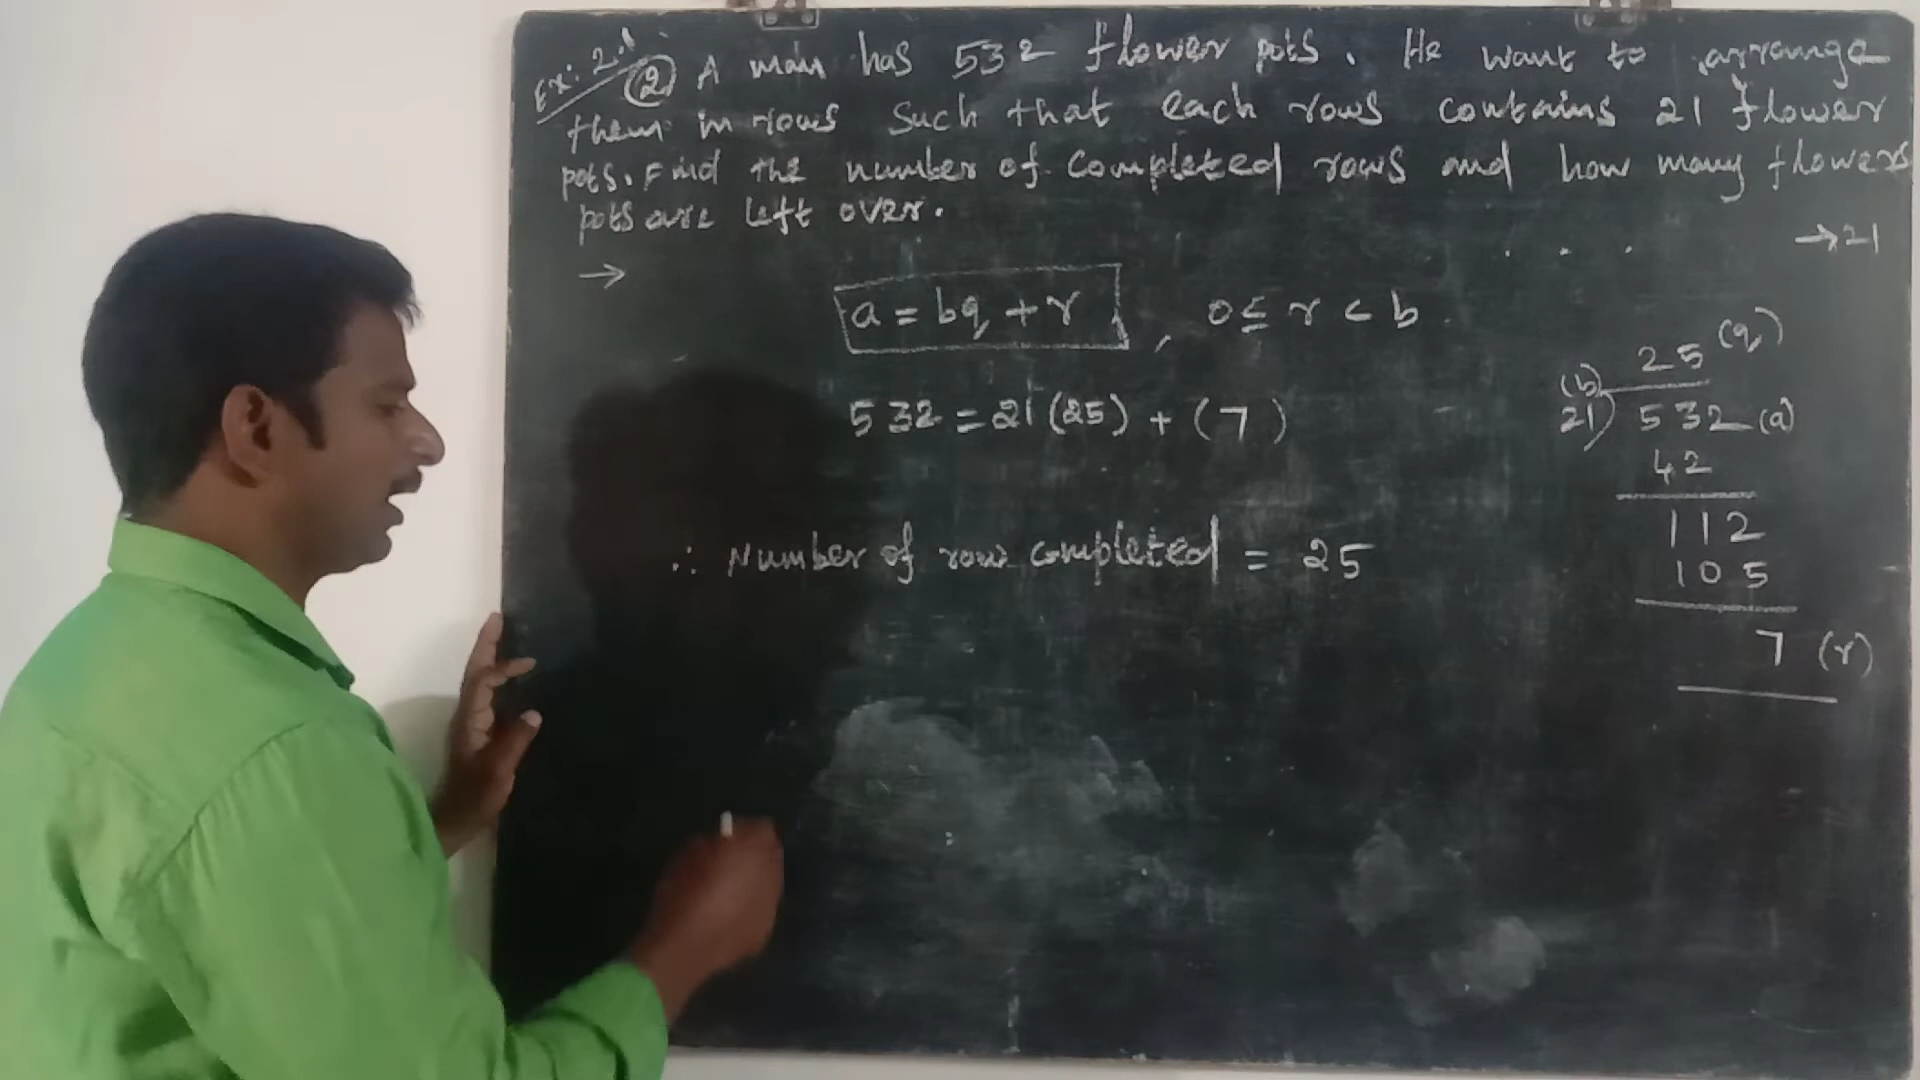 Ex: 2.1
② A man has 532 flower pots. He want to arrange
them in rows such that each rows contains 21 flower
pots. Find the number of completed rows and how many flowers
pots are left over.
→ . . . →21
a = bq + r , 0 ≤ r < b
532 = 21(25) + (7)
∴ Number of row completed = 25
25 (q)
(b)
21) 532 (a)
42
112
105
7 (r)